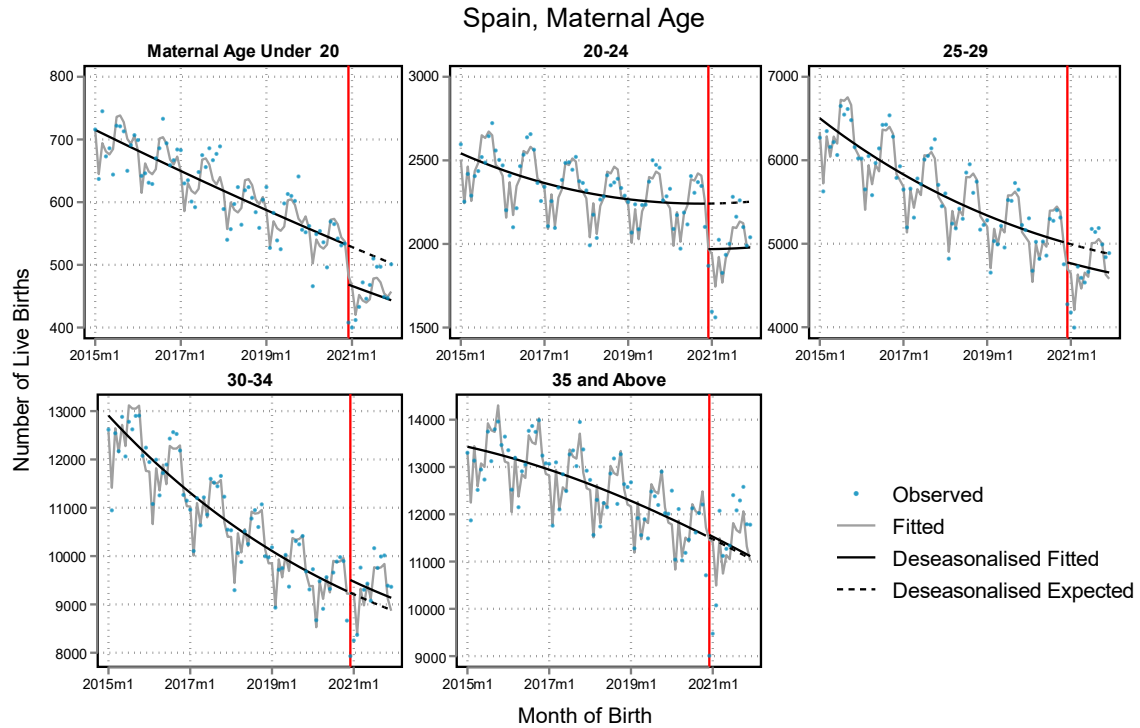 Spain, Maternal Age
Maternal Age Under 20
20-24
25-29
800
700
600
500
400
3000
2500
2000
1500
7000
6000
5000
4000
2015m1 2017m1 2019m1 2021m1
2015m1 2017m1 2019m1 2021m1
2015m1 2017m1 2019m1 2021m1
Number of Live Births
30-34
35 and Above
13000
12000
11000
10000
9000
8000
14000
13000
12000
11000
10000
9000
2015m1 2017m1 2019m1 2021m1
2015m1 2017m1 2019m1 2021m1
Observed
Fitted
Deseasonalised Fitted
Deseasonalised Expected
Month of Birth